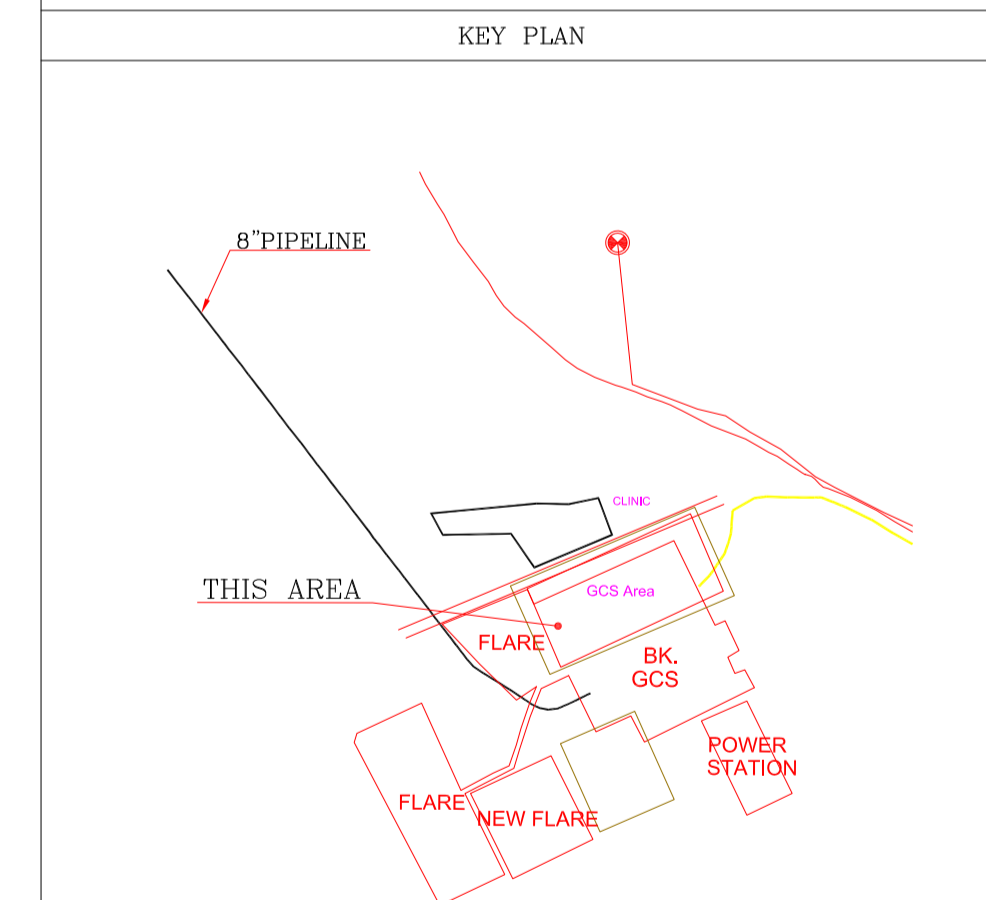 KEY PLAN
8"PIPELINE
CLINIC
THIS AREA
GCS Area
FLARE
BK.
GCS
POWER
STATION
FLARE
NEW FLARE